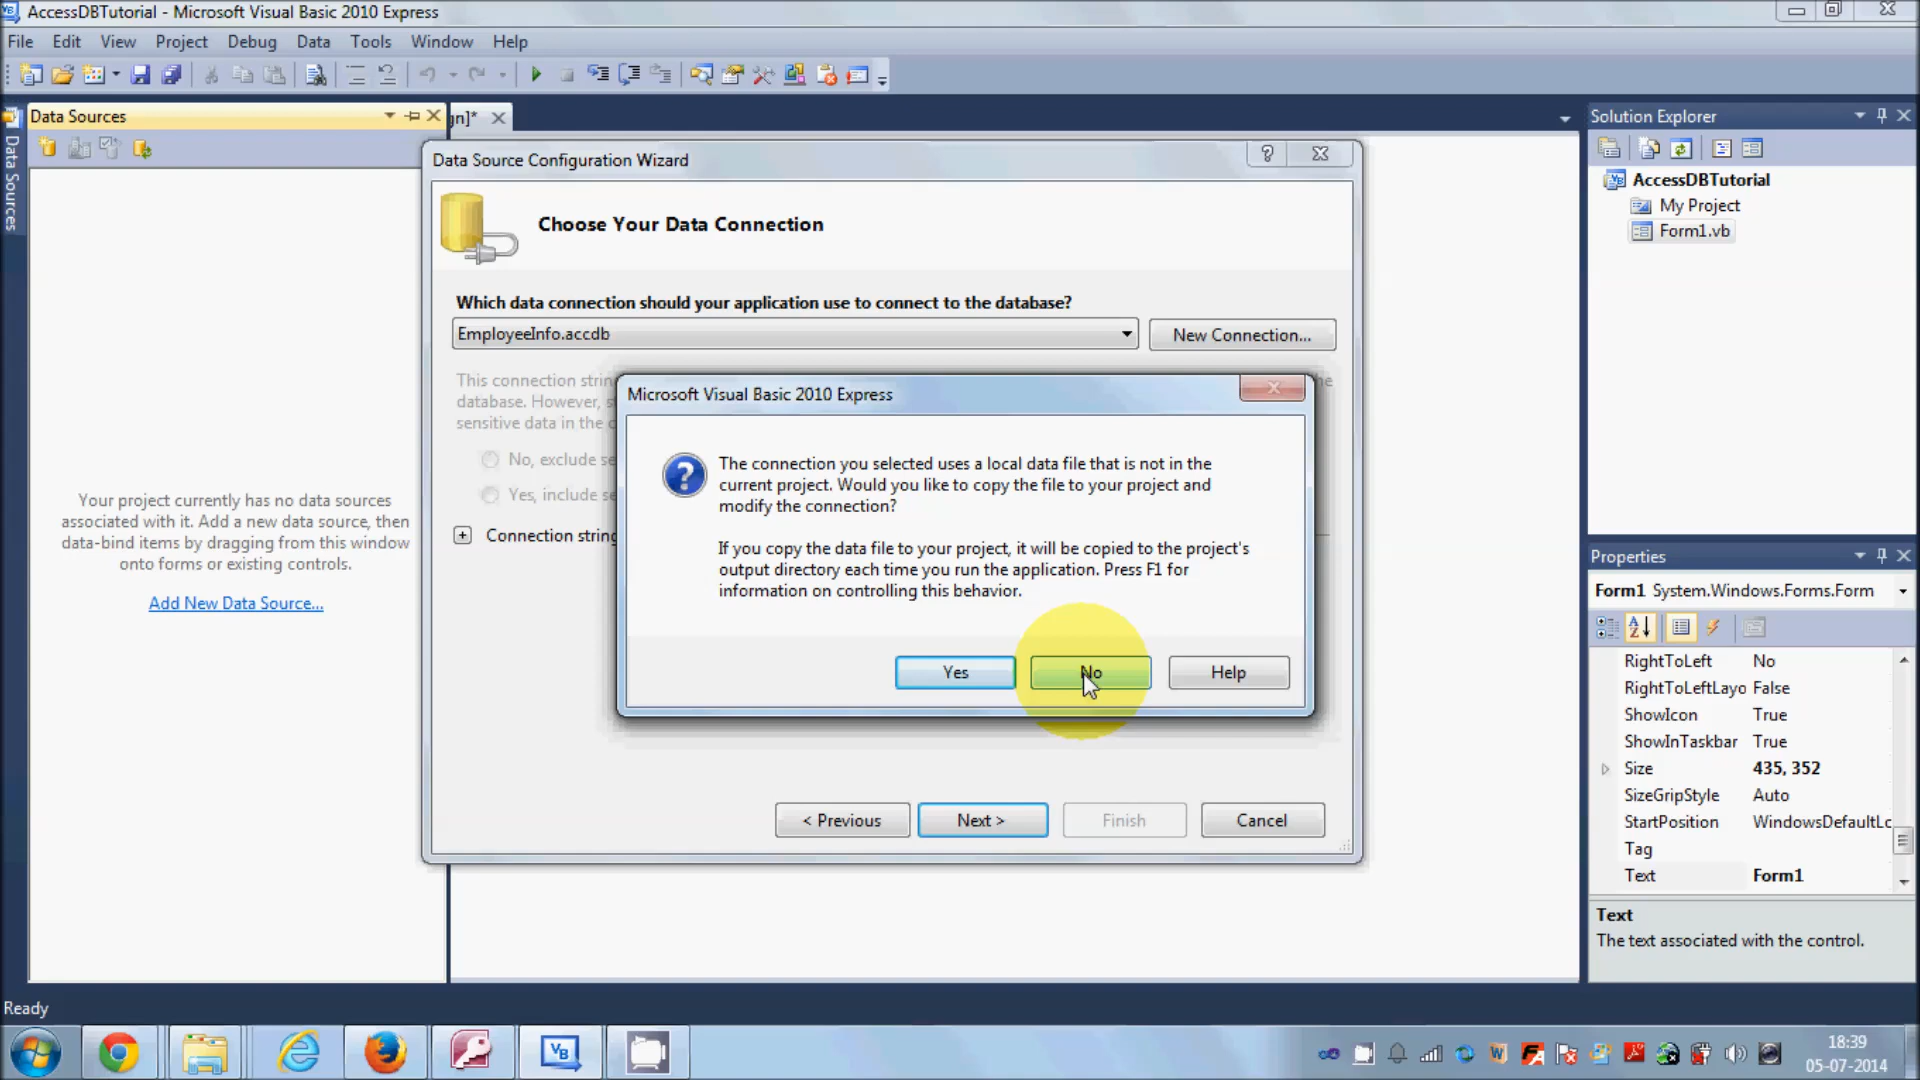 AccessDBTutorial - Microsoft Visual Basic 2010 Express
File Edit View Project Debug Data Tools Window Help
Data Sources
gn]*
Solution Explorer
Data Sources
AccessDBTutorial
My Project
Form1.vb
Data Source Configuration Wizard
Choose Your Data Connection
Which data connection should your application use to connect to the database?
EmployeeInfo.accdb
New Connection...
This connection strin
database. However, s
sensitive data in the c
No, exclude se
Yes, include se
Connection string
Microsoft Visual Basic 2010 Express
The connection you selected uses a local data file that is not in the
current project. Would you like to copy the file to your project and
modify the connection?
If you copy the data file to your project, it will be copied to the project's
output directory each time you run the application. Press F1 for
information on controlling this behavior.
Yes No Help
< Previous Next > Finish Cancel
Your project currently has no data sources
associated with it. Add a new data source, then
data-bind items by dragging from this window
onto forms or existing controls.
Add New Data Source...
Properties
Form1 System.Windows.Forms.Form
RightToLeft No
RightToLeftLayo False
ShowIcon True
ShowInTaskbar True
Size 435, 352
SizeGripStyle Auto
StartPosition WindowsDefaultLc
Tag
Text Form1
Text
The text associated with the control.
Ready
18:39
05-07-2014